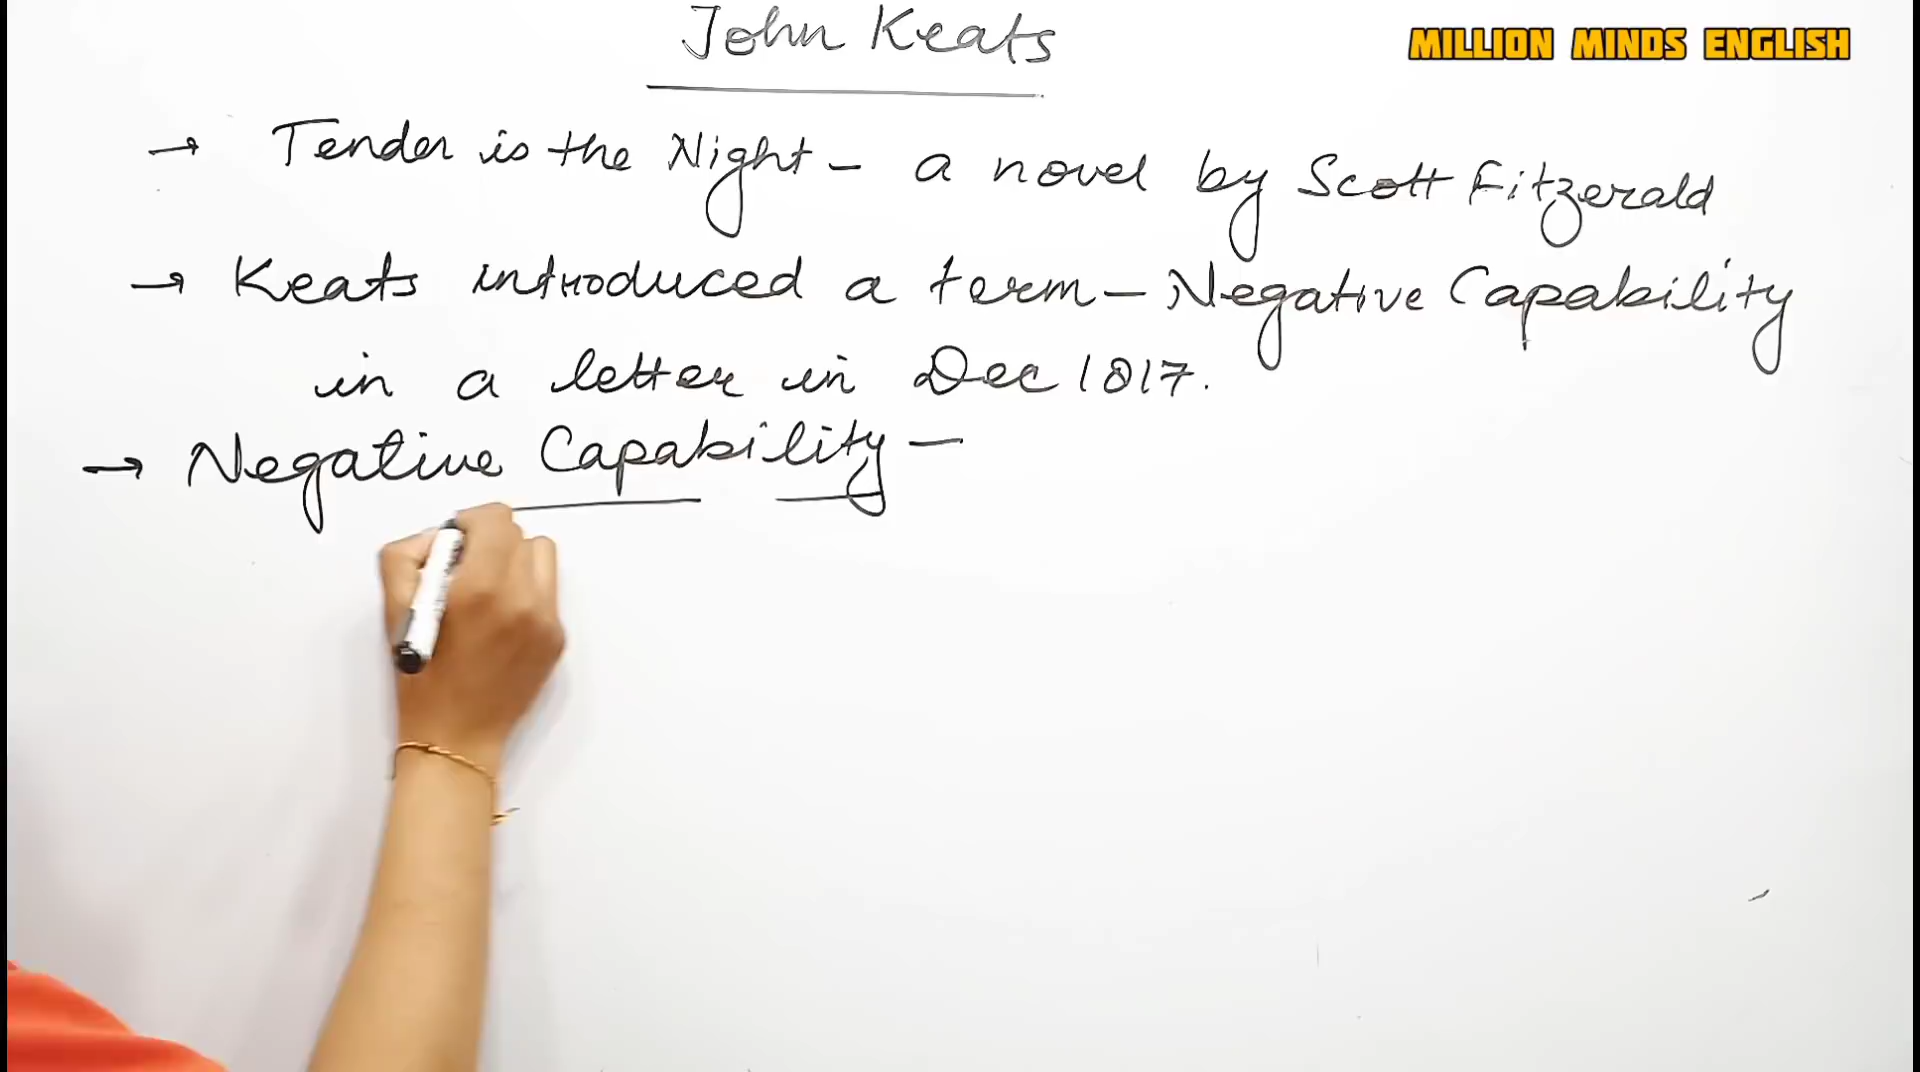 John Keats
MILLION MINDS ENGLISH
→ Tender is the Night - a novel by Scott Fitzerald
→ Keats introduced a term - Negative Capability
in a letter in Dec 1817.
→ Negative Capability -